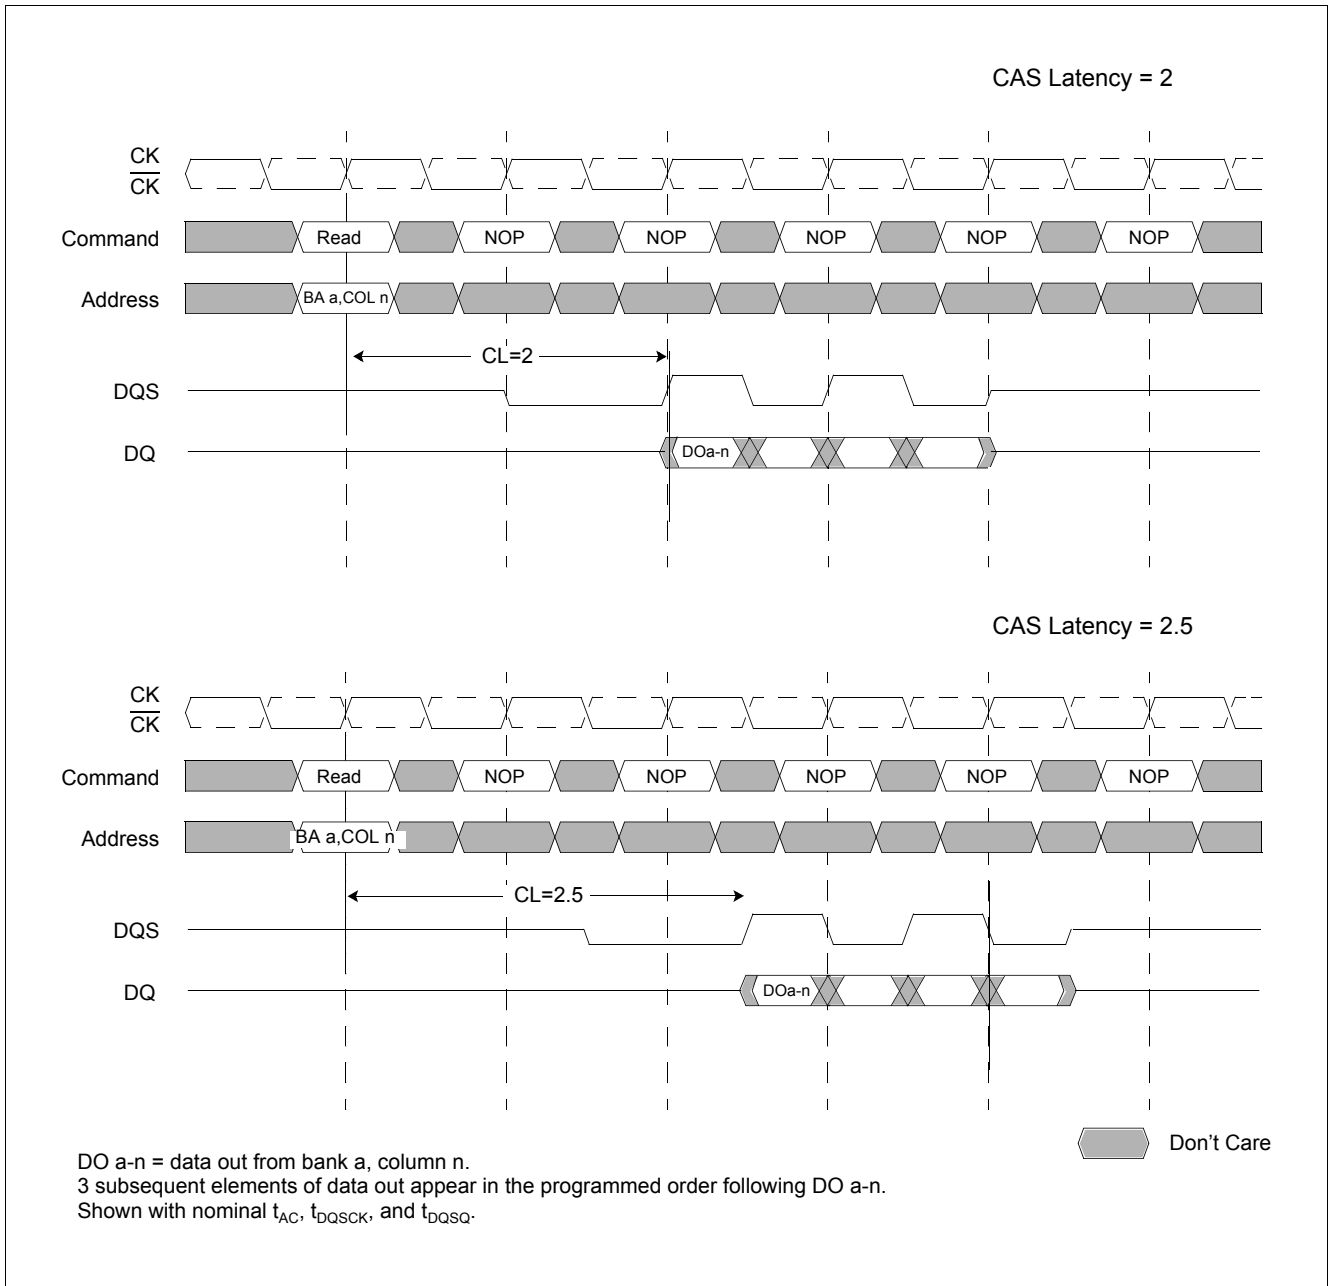 CAS Latency = 2
CK
CK
Command Read NOP NOP NOP NOP NOP
Address BA a,COL n
CL=2
DQS
DQ DOa-n
CAS Latency = 2.5
CK
CK
Command Read NOP NOP NOP NOP NOP
Address BA a,COL n
CL=2.5
DQS
DQ DOa-n
Don't Care
DO a-n = data out from bank a, column n.
3 subsequent elements of data out appear in the programmed order following DO a-n.
Shown with nominal tAC, tDQSCK, and tDQSQ.